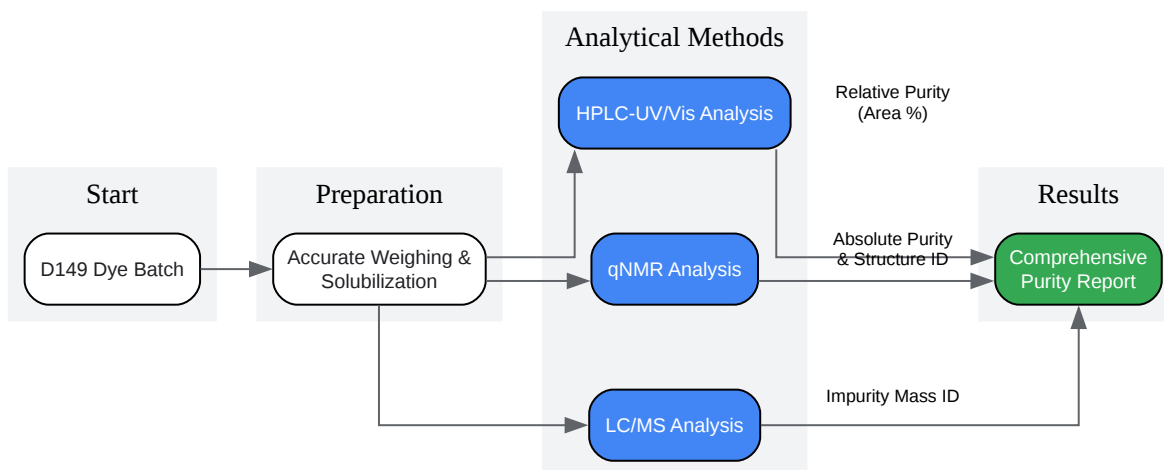 Analytical Methods
HPLC-UV/Vis Analysis
Relative Purity
(Area %)
Start
Preparation
Results
D149 Dye Batch
Accurate Weighing &
Solubilization
qNMR Analysis
Absolute Purity
& Structure ID
Comprehensive
Purity Report
LC/MS Analysis
Impurity Mass ID